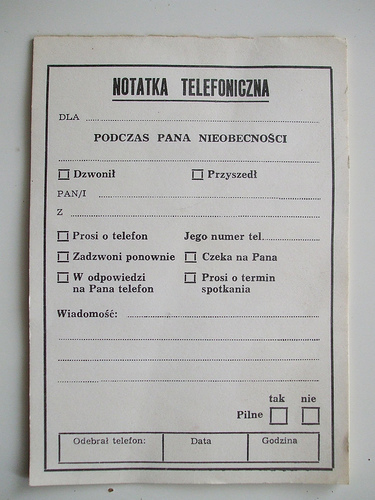 NOTATKA TELEFONICZNA
DLA
PODCZAS PANA NIEOBECNOŚCI
Dzwonił Przyszedł
PAN/I
Z
Prosi o telefon Jego numer tel.
Zadzwoni ponownie Czeka na Pana
W odpowiedzi Prosi o termin
na Pana telefon spotkania
Wiadomość:
tak nie
Pilne
Odebrał telefon: Data Godzina